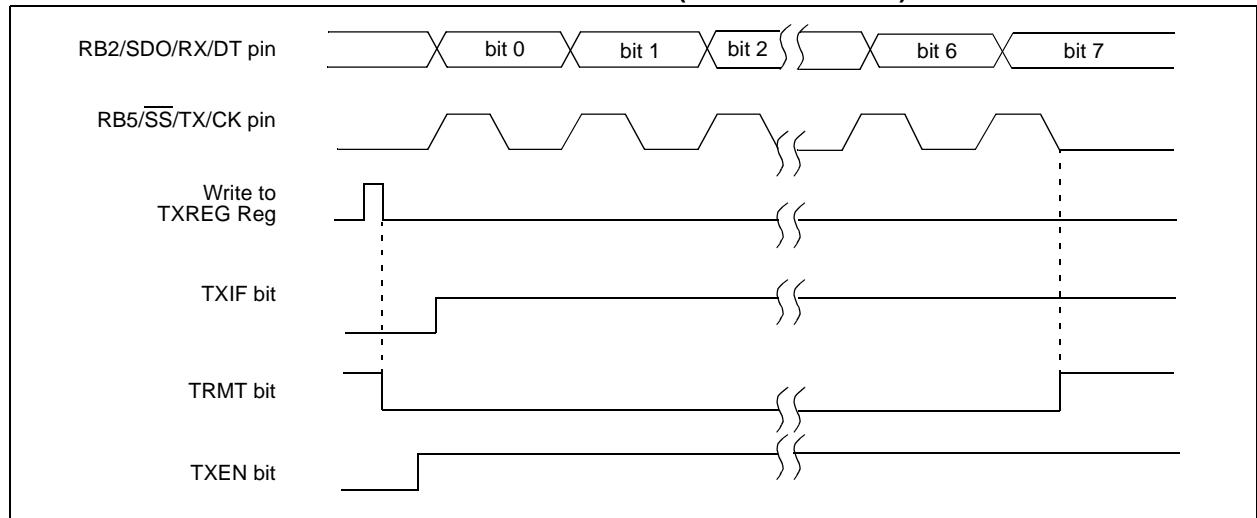 RB2/SDO/RX/DT pin
bit 0
bit 1
bit 2
bit 6
bit 7
RB5/S̅S̅/TX/CK pin
Write to
TXREG Reg
TXIF bit
TRMT bit
TXEN bit